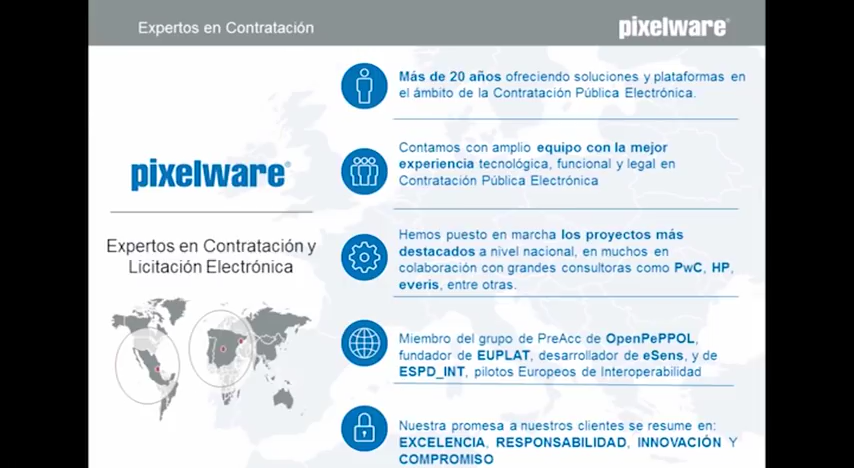 Expertos en Contratación
pixelware
Más de 20 años ofreciendo soluciones y plataformas en
el ámbito de la Contratación Pública Electrónica.
Contamos con amplio equipo con la mejor
experiencia tecnológica, funcional y legal en
Contratación Pública Electrónica
pixelware
Expertos en Contratación y
Licitación Electrónica
Hemos puesto en marcha los proyectos más
destacados a nivel nacional, en muchos en
colaboración con grandes consultoras como PwC, HP,
everis, entre otras.
Miembro del grupo de PreAcc de OpenPePPOL,
fundador de EUPLAT, desarrollador de eSens, y de
ESPD_INT, pilotos Europeos de Interoperabilidad
Nuestra promesa a nuestros clientes se resume en:
EXCELENCIA, RESPONSABILIDAD, INNOVACIÓN Y
COMPROMISO